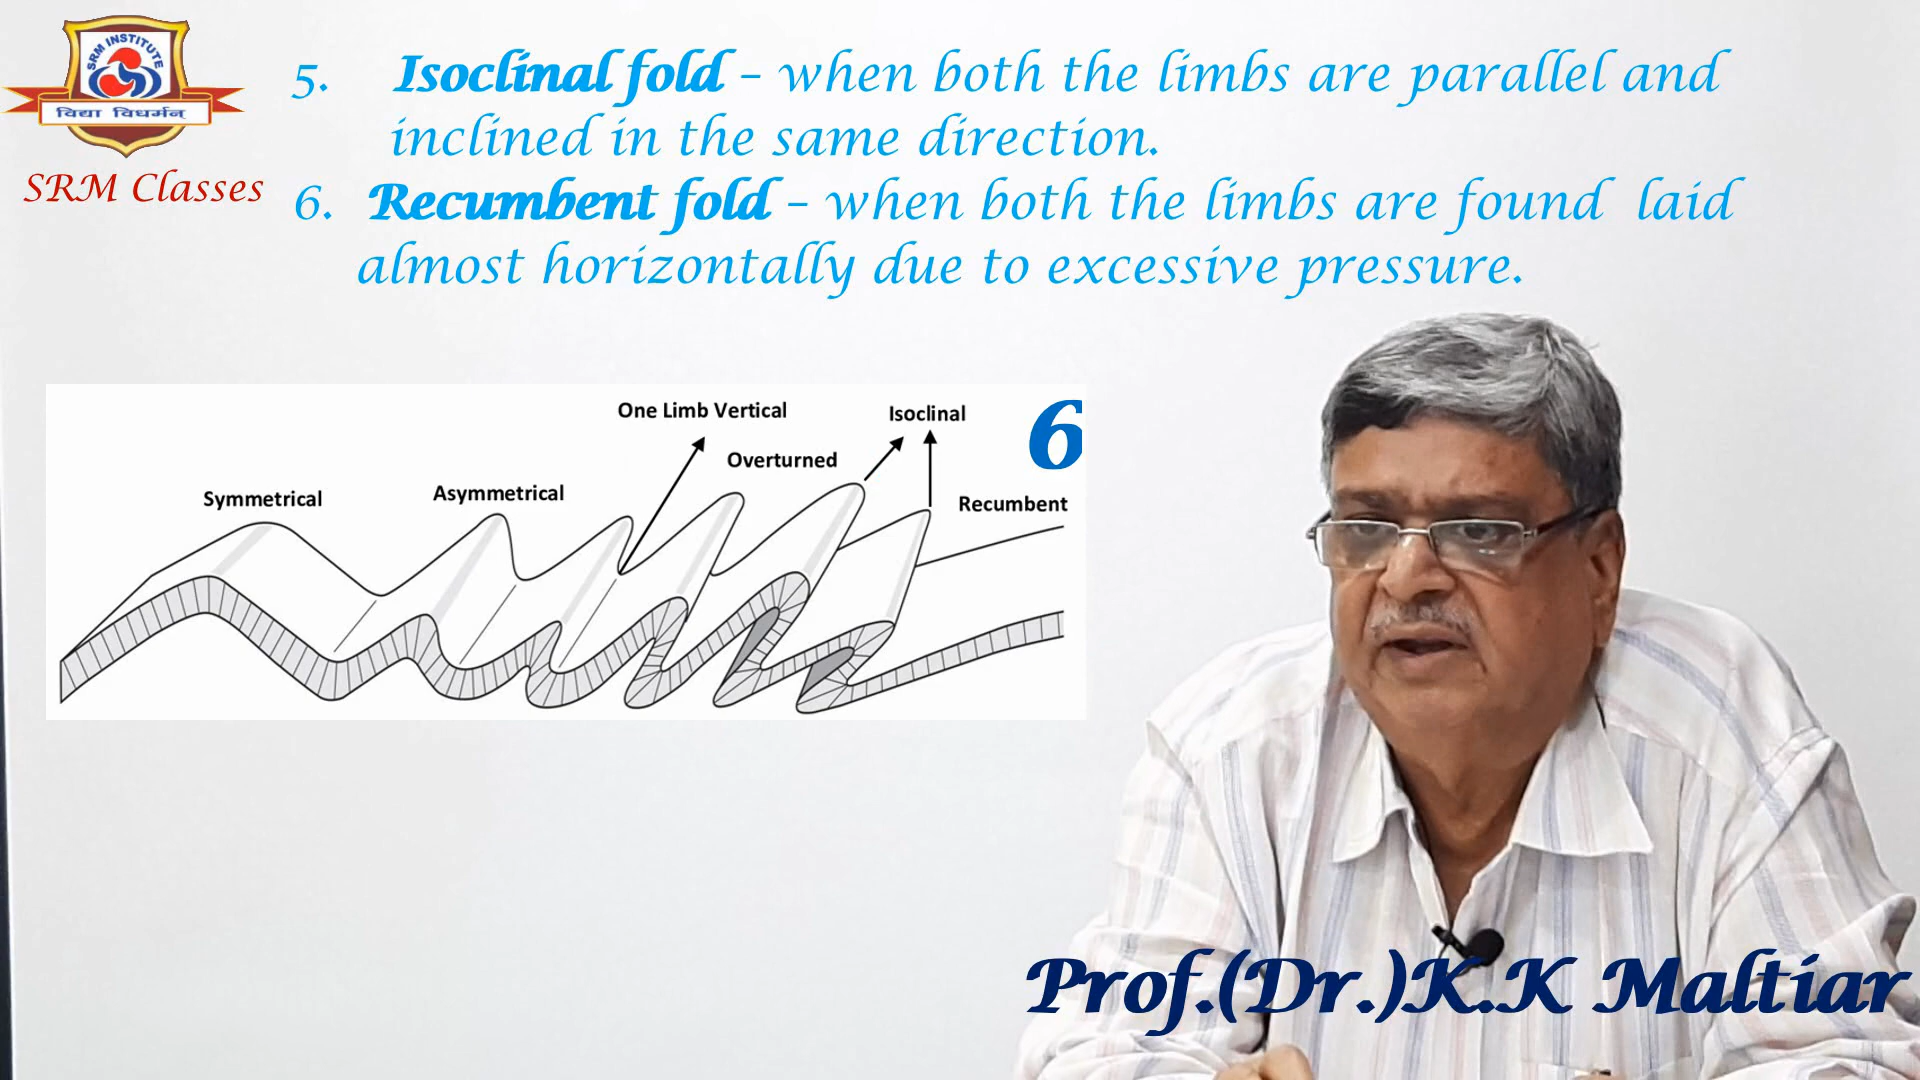 SRM INSTITUTE
विद्या विधर्मन्
SRM Classes
5. Isoclinal fold – when both the limbs are parallel and
inclined in the same direction.
6. Recumbent fold – when both the limbs are found laid
almost horizontally due to excessive pressure.
One Limb Vertical
Isoclinal
6
Overturned
Symmetrical
Asymmetrical
Recumbent
Prof.(Dr.)K.K Maltiar